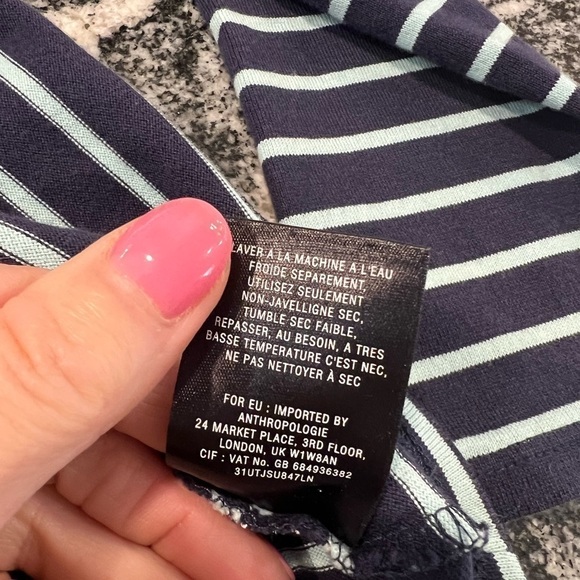 LAVER A LA MACHINE A L'EAU
FROIDE SEPAREMENT,
UTILISEZ SEULEMENT
NON-JAVELLIGNE SEC,
TUMBLE SEC FAIBLE,
REPASSER, AU BESOIN, A TRES
BASSE TEMPERATURE C'EST NEC,
NE PAS NETTOYER À SEC
FOR EU : IMPORTED BY
ANTHROPOLOGIE
24 MARKET PLACE, 3RD FLOOR,
LONDON, UK W1W8AN
CIF : VAT No. GB 684936382
31UTJSU847LN